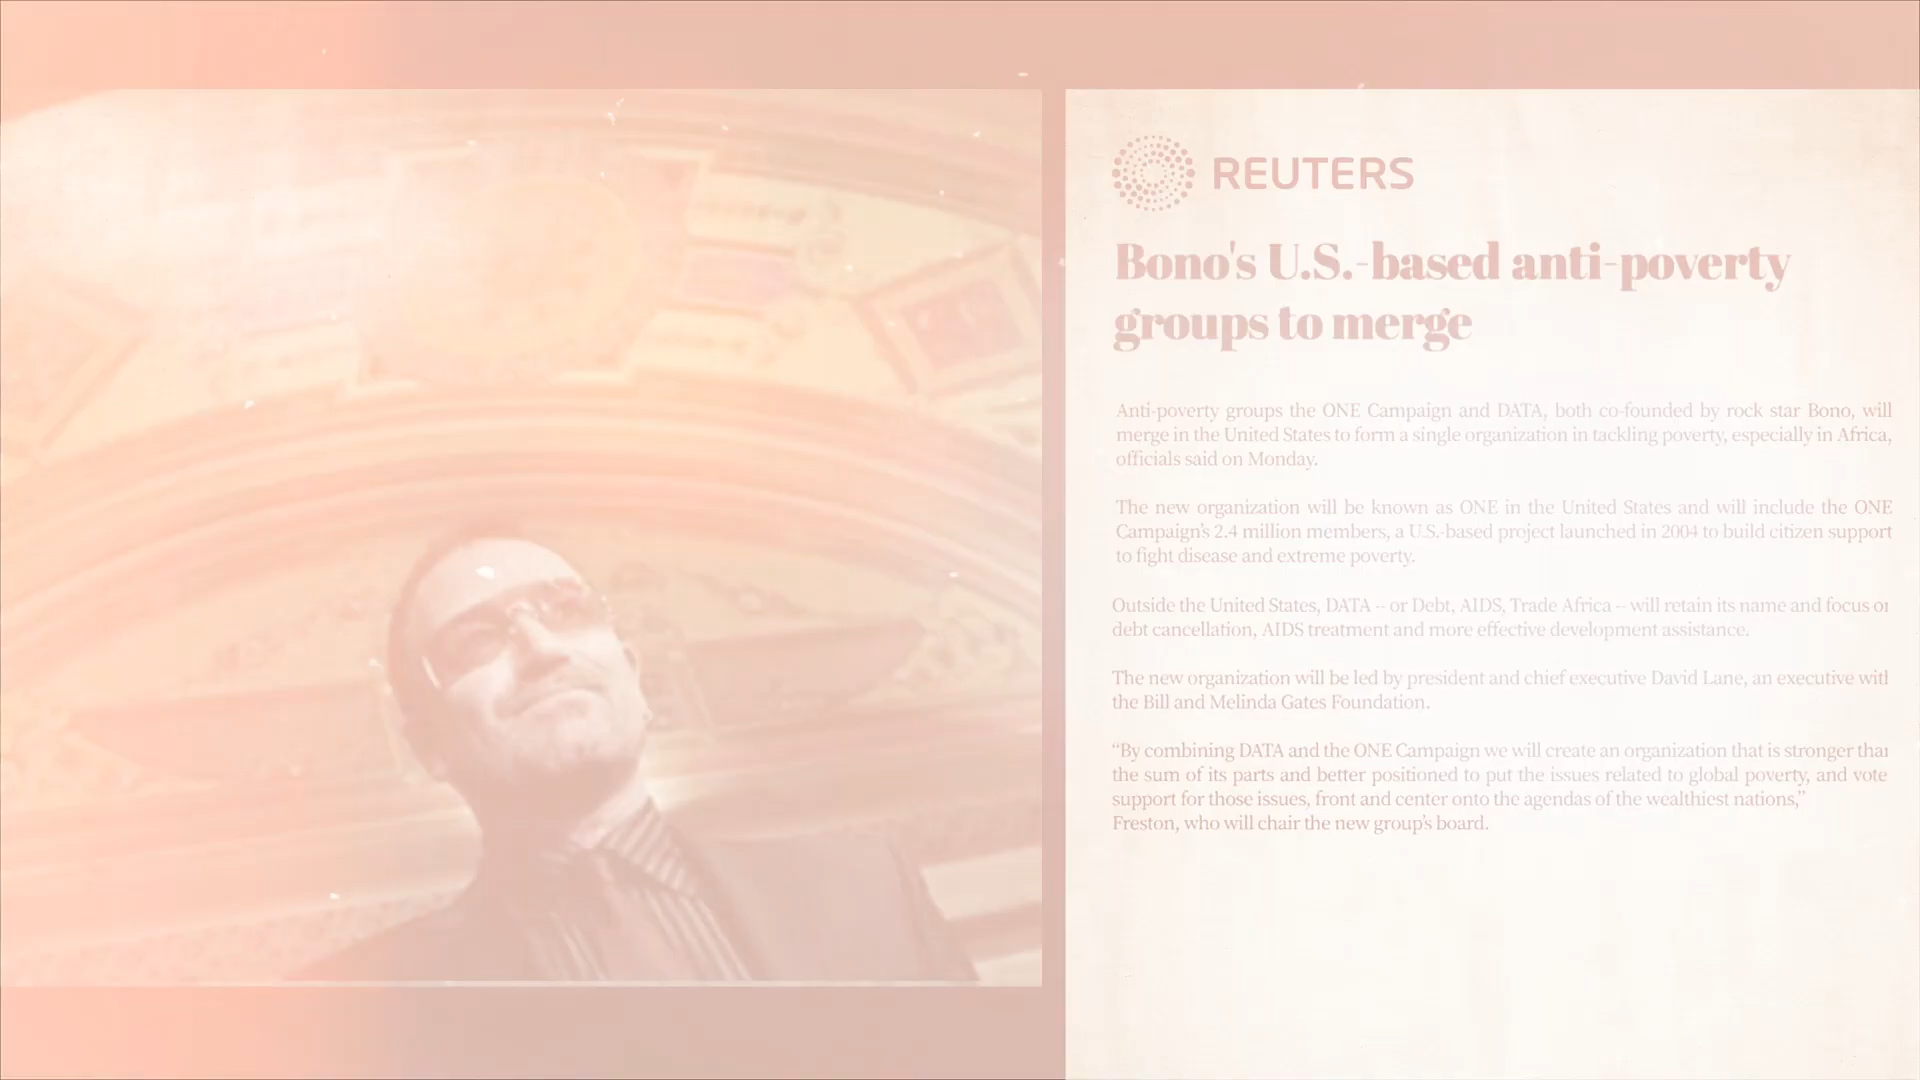 REUTERS
Bono's U.S.-based anti-poverty
groups to merge
Anti-poverty groups the ONE Campaign and DATA, both co-founded by rock star Bono, will
merge in the United States to form a single organization in tackling poverty, especially in Africa,
officials said on Monday.
The new organization will be known as ONE in the United States and will include the ONE
Campaign's 2.4 million members, a U.S.-based project launched in 2004 to build citizen support
to fight disease and extreme poverty.
Outside the United States, DATA -- or Debt, AIDS, Trade Africa -- will retain its name and focus
debt cancellation, AIDS treatment and more effective development assistance.
The new organization will be led by president and chief executive David Lane, an executive
the Bill and Melinda Gates Foundation.
“By combining DATA and the ONE Campaign we will create an organization that is stronger
the sum of its parts and better positioned to put the issues related to global poverty, and vote
support for those issues, front and center onto the agendas of the wealthiest nations,”
Freston, who will chair the new group's board.